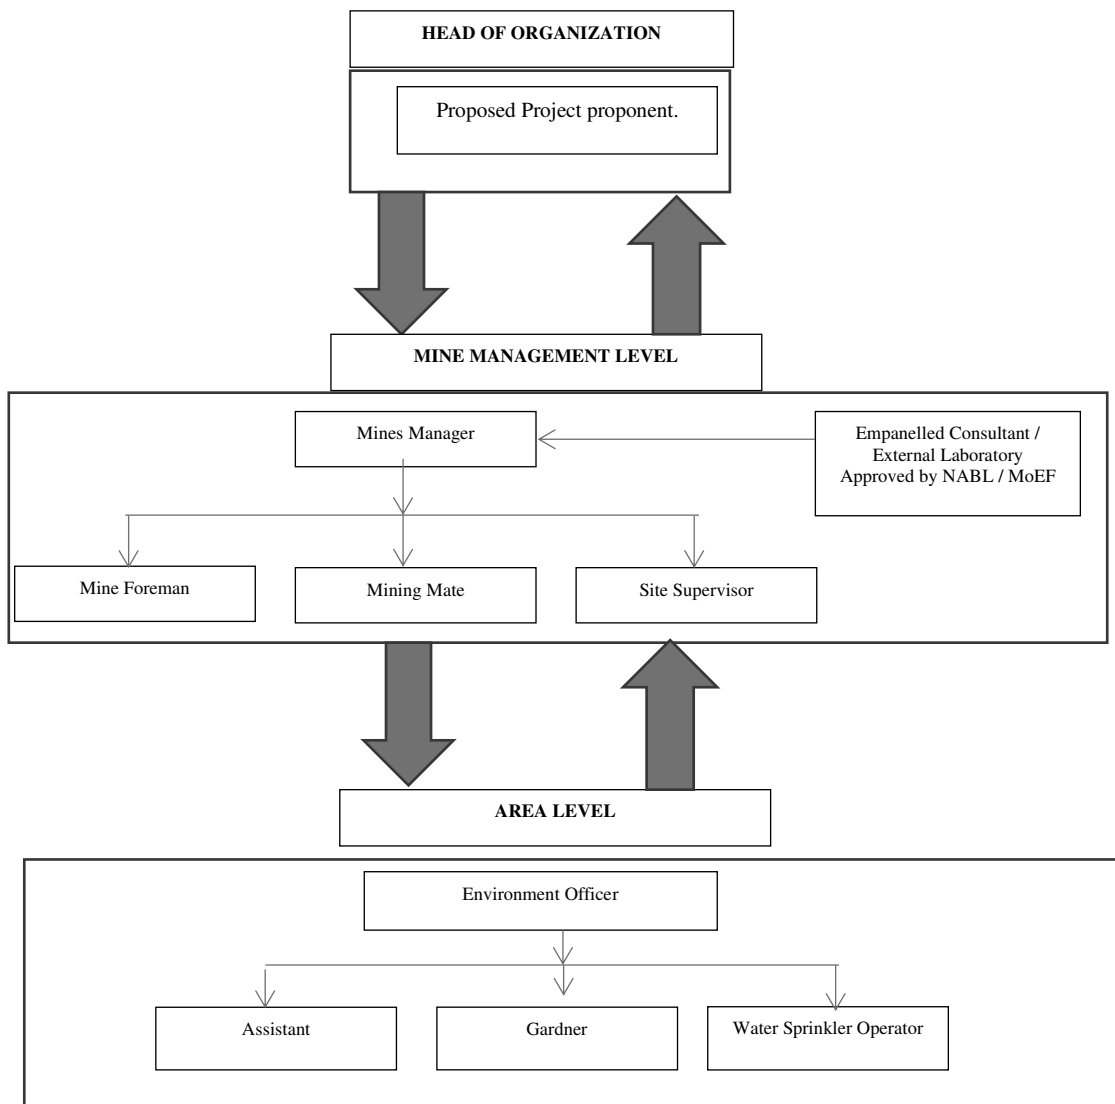 HEAD OF ORGANIZATION
Proposed Project proponent.
MINE MANAGEMENT LEVEL
Mines Manager
Empanelled Consultant /
External Laboratory
Approved by NABL / MoEF
Mine Foreman
Mining Mate
Site Supervisor
AREA LEVEL
Environment Officer
Assistant
Gardner
Water Sprinkler Operator